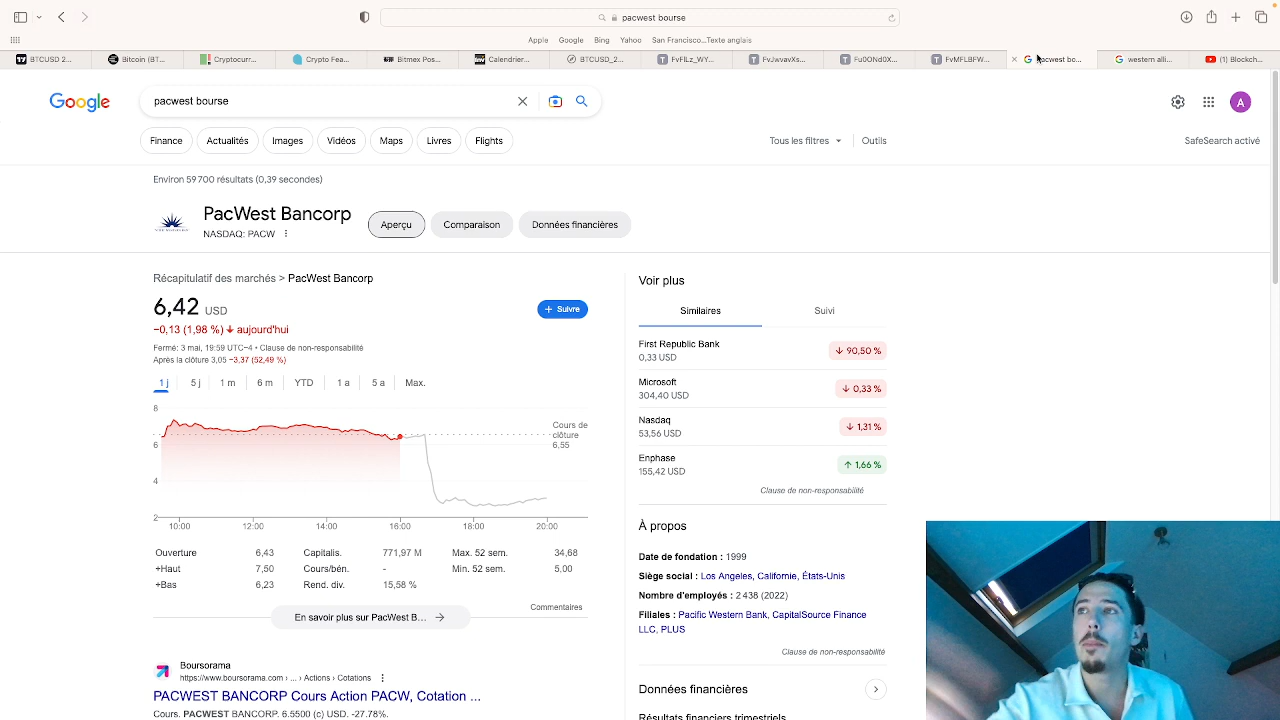 pacwest bourse
Apple Google Bing Yahoo San Francisco...Texte anglais
BTCUSD 2... Bitcoin (BT... Cryptocurr... Crypto Fea... Bitmex Pos... Calendrier... BTCUSD_2... FvFlLz_WY... FvJwvavXs... Fu0ONd0X... FvMFLBFW... pacwest bo... western alli... (1) Blockch...
Google
pacwest bourse
A
Finance Actualités Images Vidéos Maps Livres Flights
Tous les filtres Outils SafeSearch activé
Environ 59 700 résultats (0,39 secondes)
PacWest Bancorp
NASDAQ: PACW
Aperçu Comparaison Données financières
Récapitulatif des marchés > PacWest Bancorp
6,42 USD
+ Suivre
−0,13 (1,98 %) ↓ aujourd'hui
Fermé: 3 mai, 19:59 UTC−4 • Clause de non-responsabilité
Après la clôture 3,05 −3,37 (52,49 %)
1 j 5 j 1 m 6 m YTD 1 a 5 a Max.
8
6
4
2
Cours de
clôture
6,55
10:00 12:00 14:00 16:00 18:00 20:00
Ouverture 6,43 Capitalis. 771,97 M Max. 52 sem. 34,68
+Haut 7,50 Cours/bén. - Min. 52 sem. 5,00
+Bas 6,23 Rend. div. 15,58 %
Commentaires
En savoir plus sur PacWest B... →
Boursorama
https://www.boursorama.com › ... › Actions › Cotations
PACWEST BANCORP Cours Action PACW, Cotation ...
Cours. PACWEST BANCORP. 6.5500 (c) USD. -27.78%.
Voir plus
Similaires Suivi
First Republic Bank
0,33 USD
↓ 90,50 %
Microsoft
304,40 USD
↓ 0,33 %
Nasdaq
53,56 USD
↓ 1,31 %
Enphase
155,42 USD
↑ 1,66 %
Clause de non-responsabilité
À propos
Date de fondation : 1999
Siège social : Los Angeles, Californie, États-Unis
Nombre d'employés : 2 438 (2022)
Filiales : Pacific Western Bank, CapitalSource Finance
LLC, PLUS
Clause de non-responsabilité
Données financières
Résultats financiers trimestriels